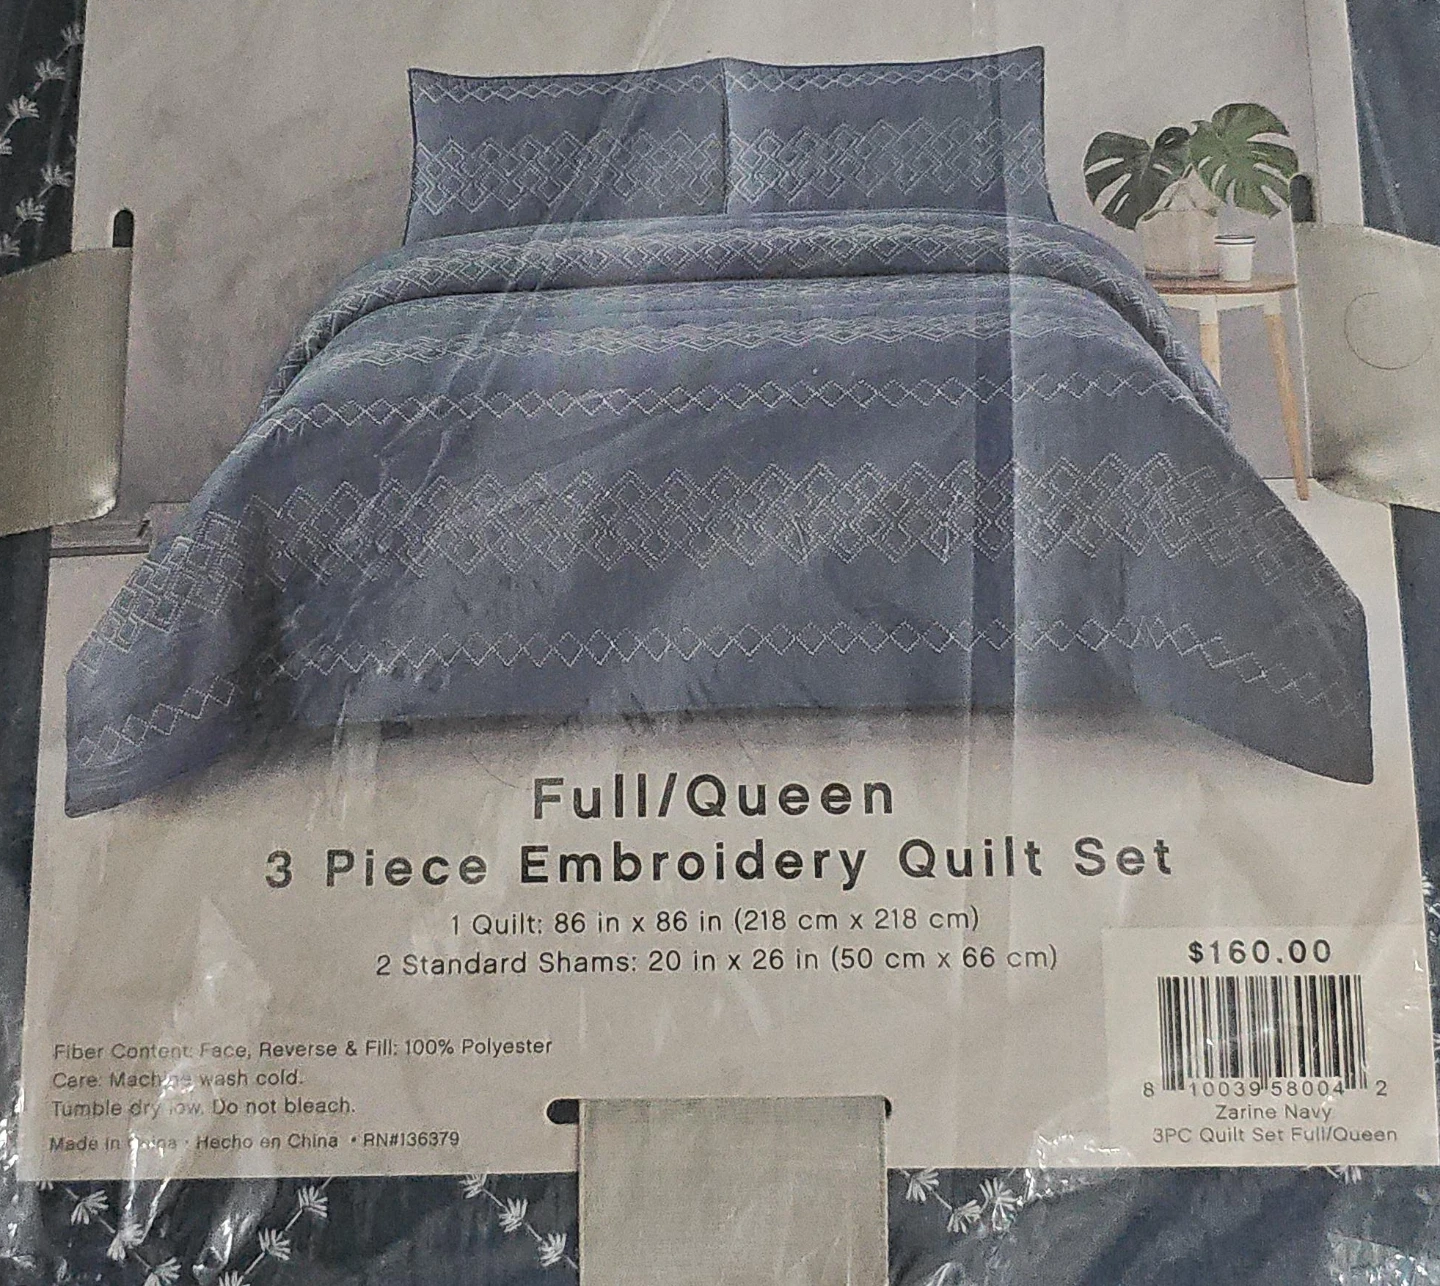 Full/Queen
3 Piece Embroidery Quilt Set
1 Quilt: 86 in x 86 in (218 cm x 218 cm)
2 Standard Shams: 20 in x 26 in (50 cm x 66 cm)
$160.00
8 10039 58004 2
Zarine Navy
3PC Quilt Set Full/Queen
Fiber Content: Face, Reverse & Fill: 100% Polyester
Care: Machine wash cold.
Tumble dry low. Do not bleach.
Made in China · Hecho en China • RN#136379